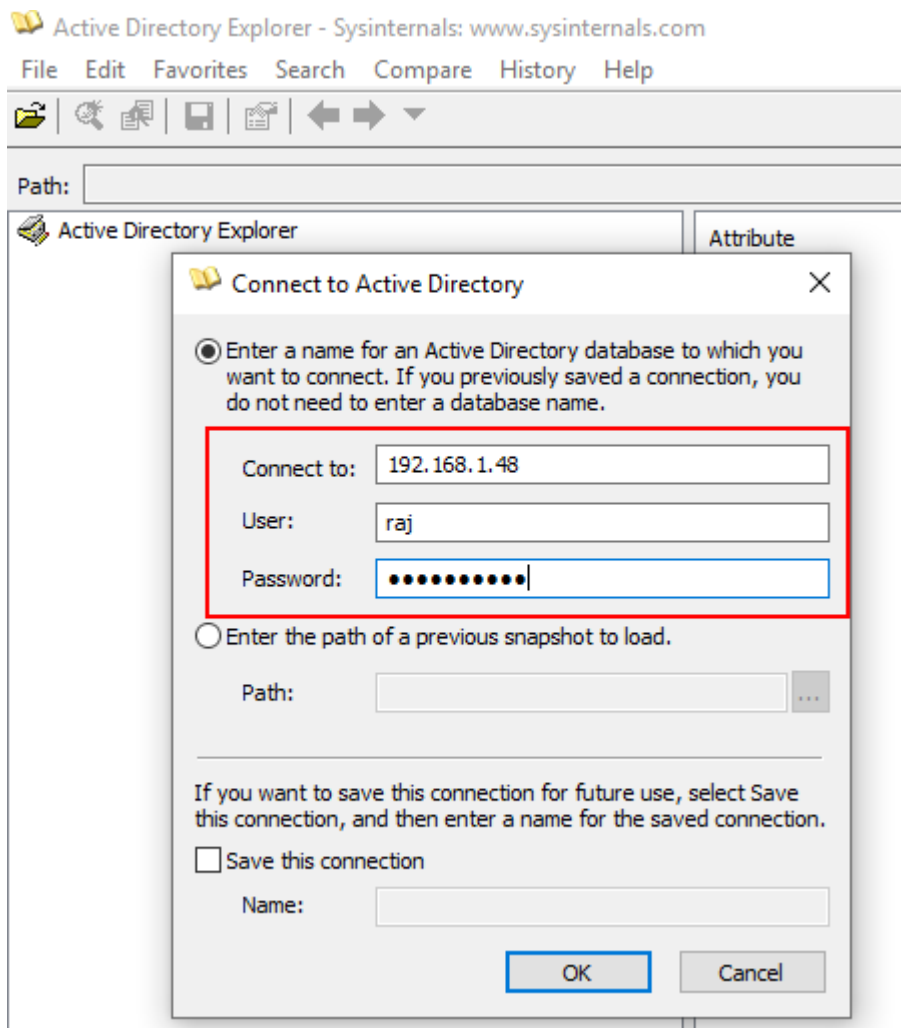 Active Directory Explorer - Sysinternals: www.sysinternals.com
File Edit Favorites Search Compare History Help
Path:
Active Directory Explorer
Attribute
Connect to Active Directory
Enter a name for an Active Directory database to which you
want to connect. If you previously saved a connection, you
do not need to enter a database name.
Connect to: 192.168.1.48
User: raj
Password: ●●●●●●●●●●
Enter the path of a previous snapshot to load.
Path: ...
If you want to save this connection for future use, select Save
this connection, and then enter a name for the saved connection.
Save this connection
Name:
OK Cancel